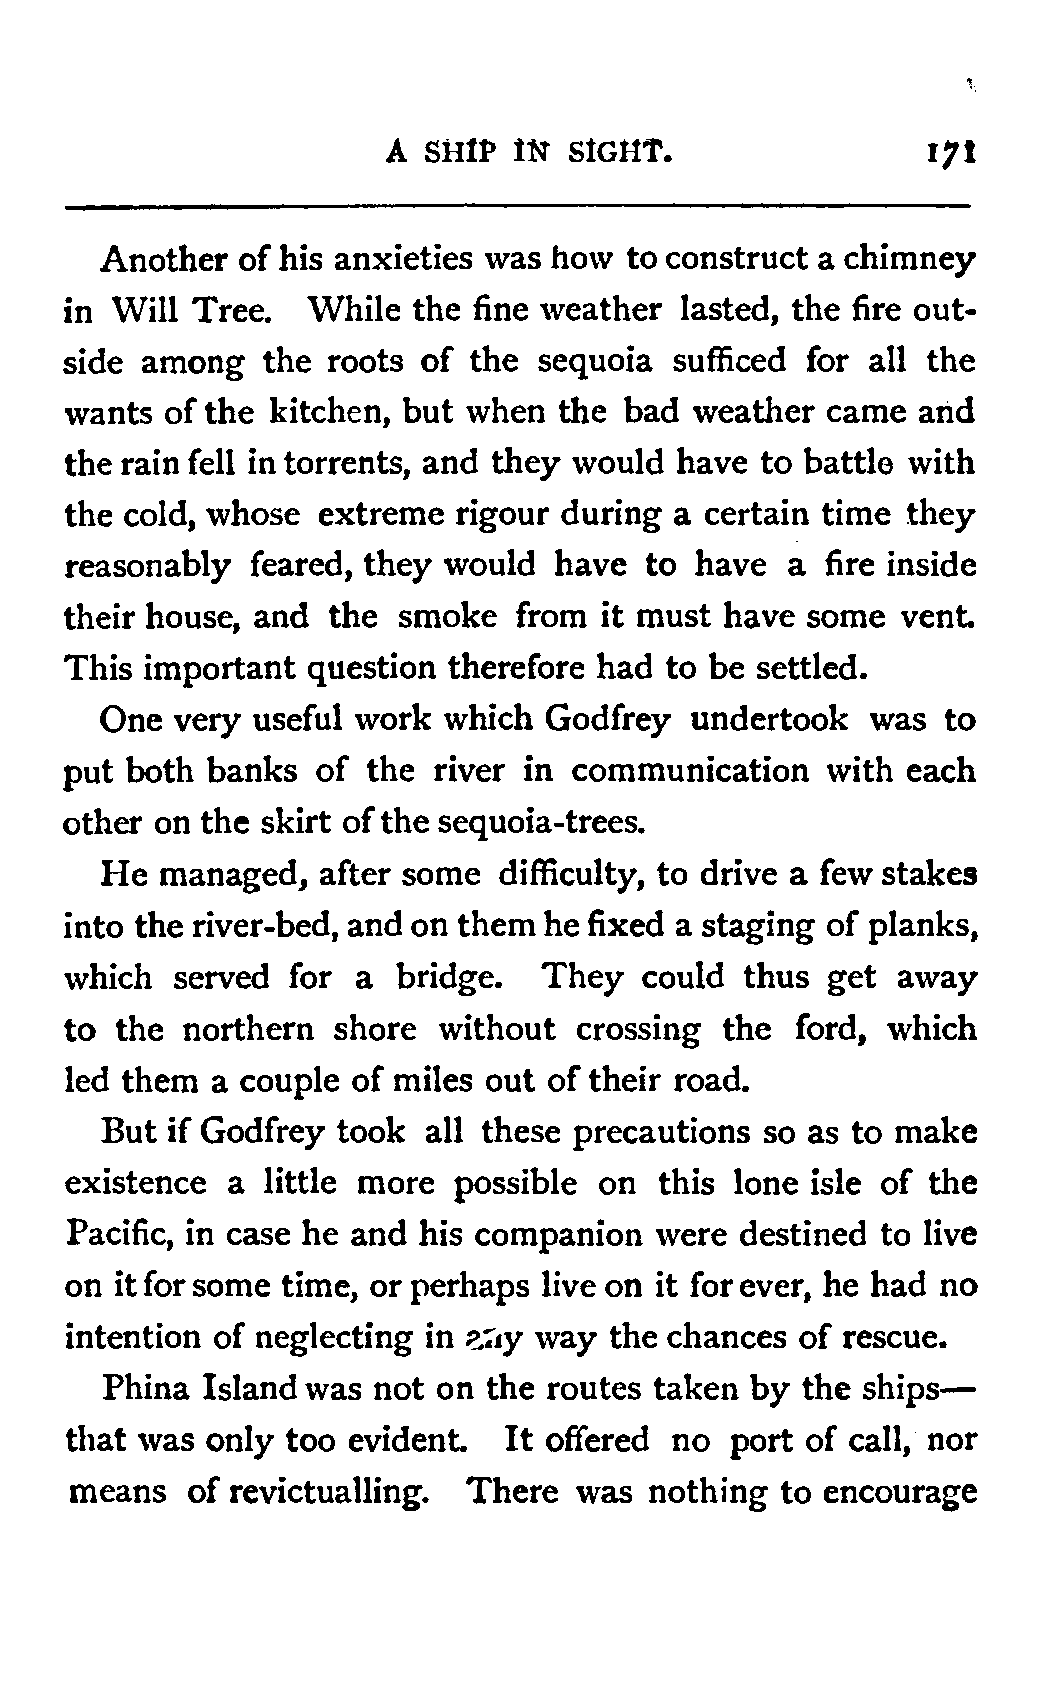 A SHIP IN SIGHT. 171
Another of his anxieties was how to construct a chimney
in Will Tree. While the fine weather lasted, the fire out-
side among the roots of the sequoia sufficed for all the
wants of the kitchen, but when the bad weather came and
the rain fell in torrents, and they would have to battle with
the cold, whose extreme rigour during a certain time they
reasonably feared, they would have to have a fire inside
their house, and the smoke from it must have some vent.
This important question therefore had to be settled.
One very useful work which Godfrey undertook was to
put both banks of the river in communication with each
other on the skirt of the sequoia-trees.
He managed, after some difficulty, to drive a few stakes
into the river-bed, and on them he fixed a staging of planks,
which served for a bridge. They could thus get away
to the northern shore without crossing the ford, which
led them a couple of miles out of their road.
But if Godfrey took all these precautions so as to make
existence a little more possible on this lone isle of the
Pacific, in case he and his companion were destined to live
on it for some time, or perhaps live on it for ever, he had no
intention of neglecting in any way the chances of rescue.
Phina Island was not on the routes taken by the ships—
that was only too evident. It offered no port of call, nor
means of revictualling. There was nothing to encourage